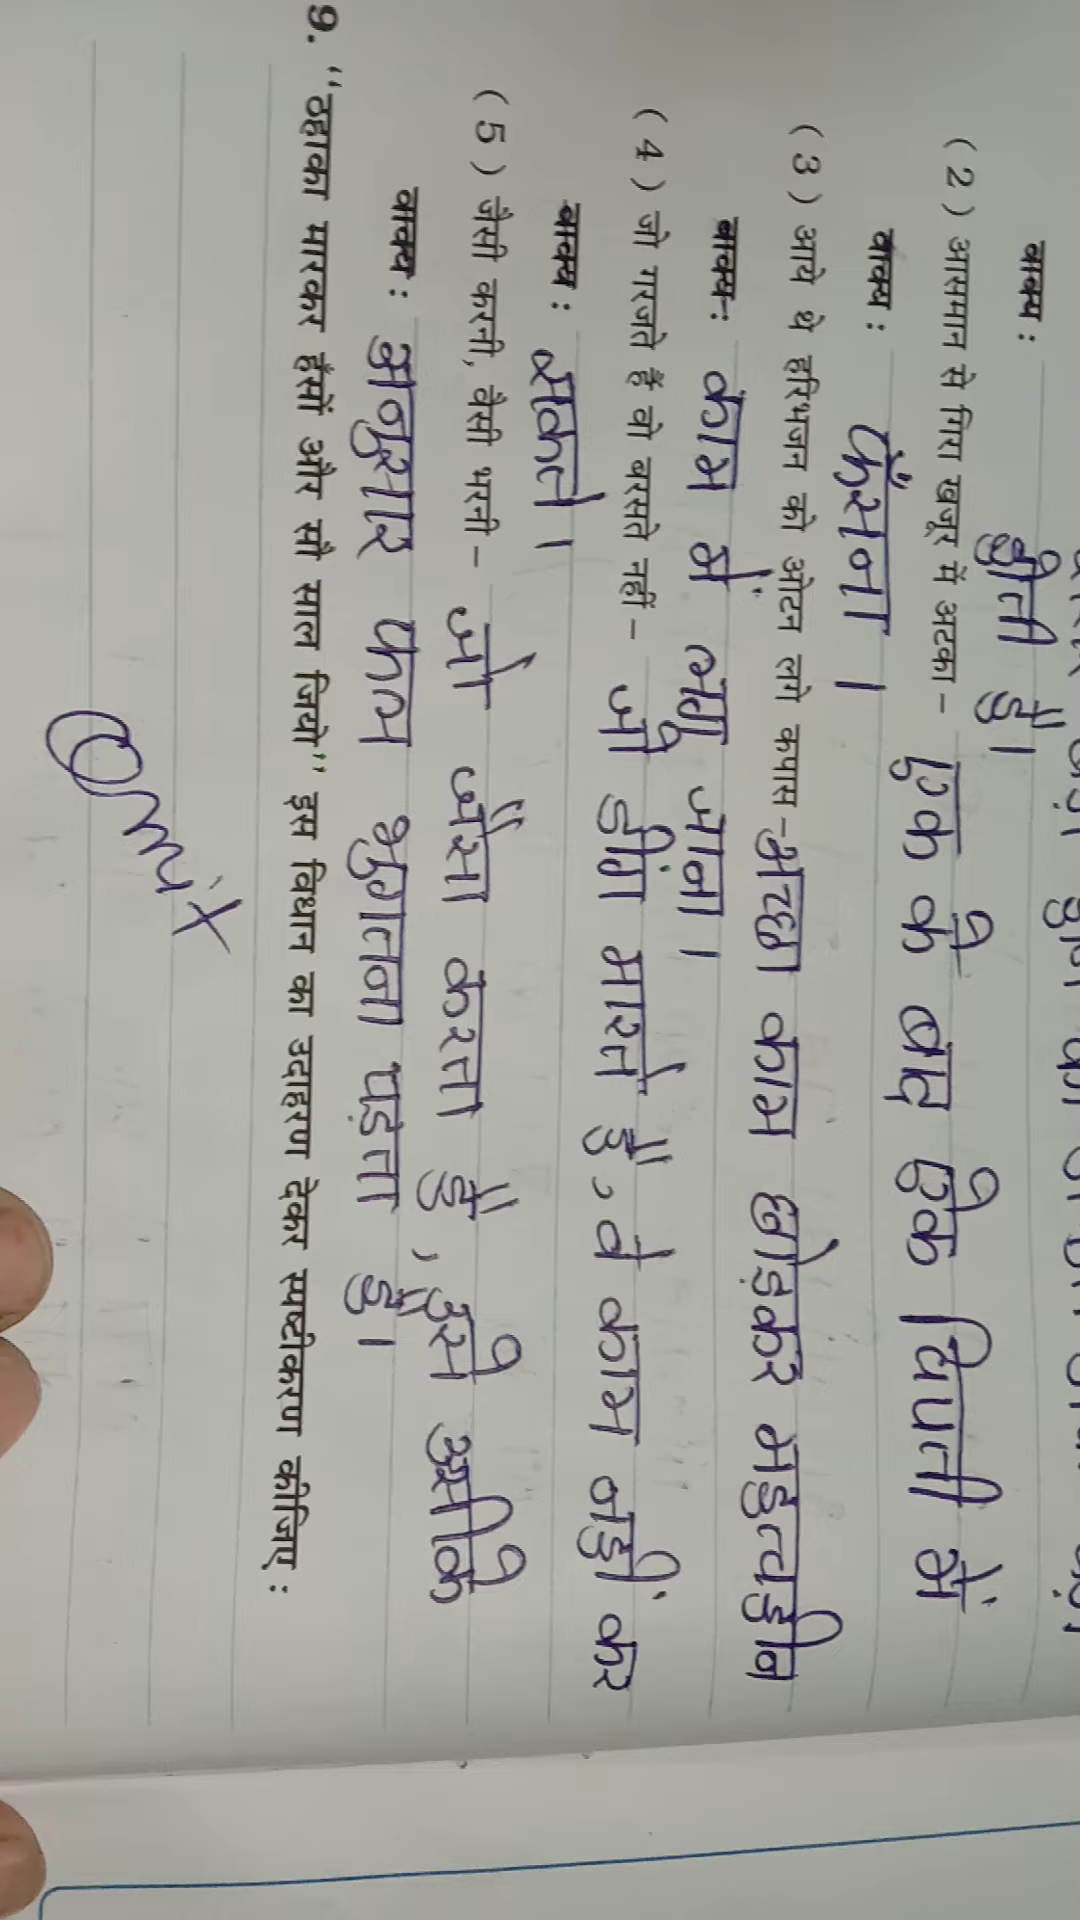 होती है।
वाक्य :
(2) आसमान से गिरा खजूर में अटका - एक के बाद एक विपती में
वाक्य : फँसना ।
(3) आये थे हरिभजन को ओटन लगे कपास - अच्छा काम छोड़कर महत्वहीन
वाक्य : काम में लग जाना ।
(4) जो गरजते हैं वो बरसते नहीं - जो डींग मारते है, वे काम नहीं कर
वाक्य : सकते ।
(5) जैसी करनी, वैसी भरनी - जो जैसा करता है, उसे उसीके
वाक्य : अनुसार फल भुगतना पड़ता है।
9. "ठहाका मारकर हँसों और सौ साल जियो" इस विधान का उदाहरण देकर स्पष्टीकरण कीजिए :
Omix